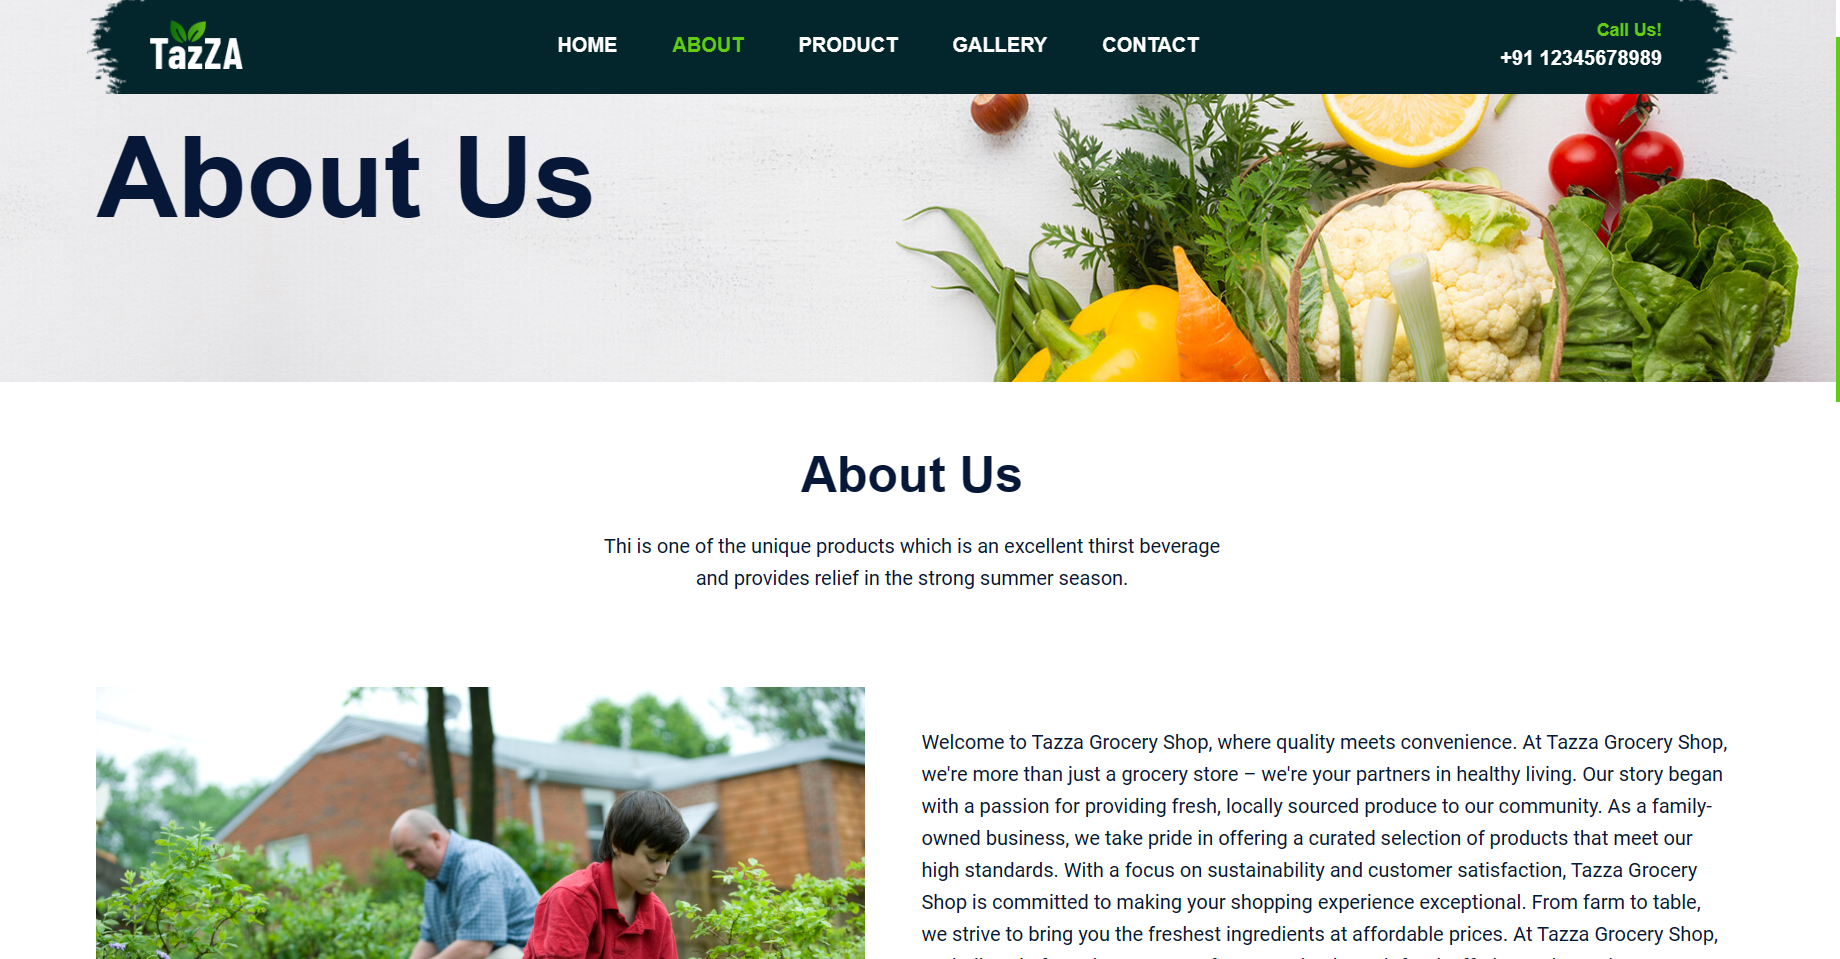 TazZA
HOME ABOUT PRODUCT GALLERY CONTACT
Call Us!
+91 12345678989
About Us
About Us
Thi is one of the unique products which is an excellent thirst beverage
and provides relief in the strong summer season.
Welcome to Tazza Grocery Shop, where quality meets convenience. At Tazza Grocery Shop,
we're more than just a grocery store – we're your partners in healthy living. Our story began
with a passion for providing fresh, locally sourced produce to our community. As a family-
owned business, we take pride in offering a curated selection of products that meet our
high standards. With a focus on sustainability and customer satisfaction, Tazza Grocery
Shop is committed to making your shopping experience exceptional. From farm to table,
we strive to bring you the freshest ingredients at affordable prices. At Tazza Grocery Shop,